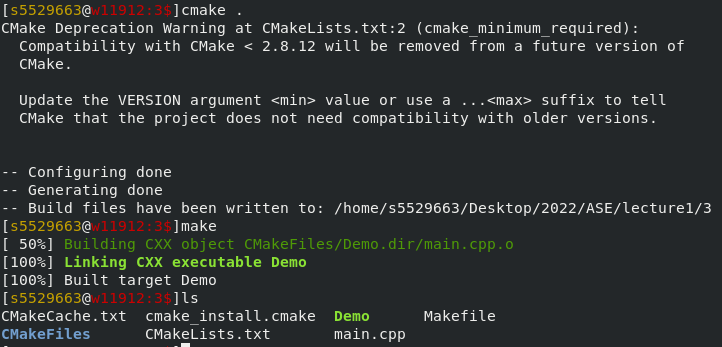 [s5529663@w11912:3$]cmake .
CMake Deprecation Warning at CMakeLists.txt:2 (cmake_minimum_required):
  Compatibility with CMake < 2.8.12 will be removed from a future version of
  CMake.
  Update the VERSION argument <min> value or use a ...<max> suffix to tell
  CMake that the project does not need compatibility with older versions.
-- Configuring done
-- Generating done
-- Build files have been written to: /home/s5529663/Desktop/2022/ASE/lecture1/3
[s5529663@w11912:3$]make
[ 50%] Building CXX object CMakeFiles/Demo.dir/main.cpp.o
[100%] Linking CXX executable Demo
[100%] Built target Demo
[s5529663@w11912:3$]ls
CMakeCache.txt  cmake_install.cmake  Demo      Makefile
CMakeFiles      CMakeLists.txt       main.cpp